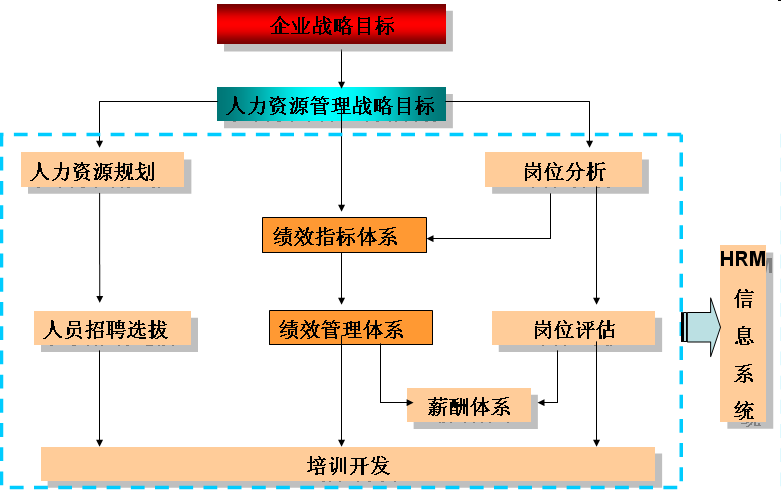 企业战略目标
人力资源管理战略目标
人力资源规划
岗位分析
绩效指标体系
HRM
信
息
系
统
人员招聘选拔
绩效管理体系
岗位评估
薪酬体系
培训开发